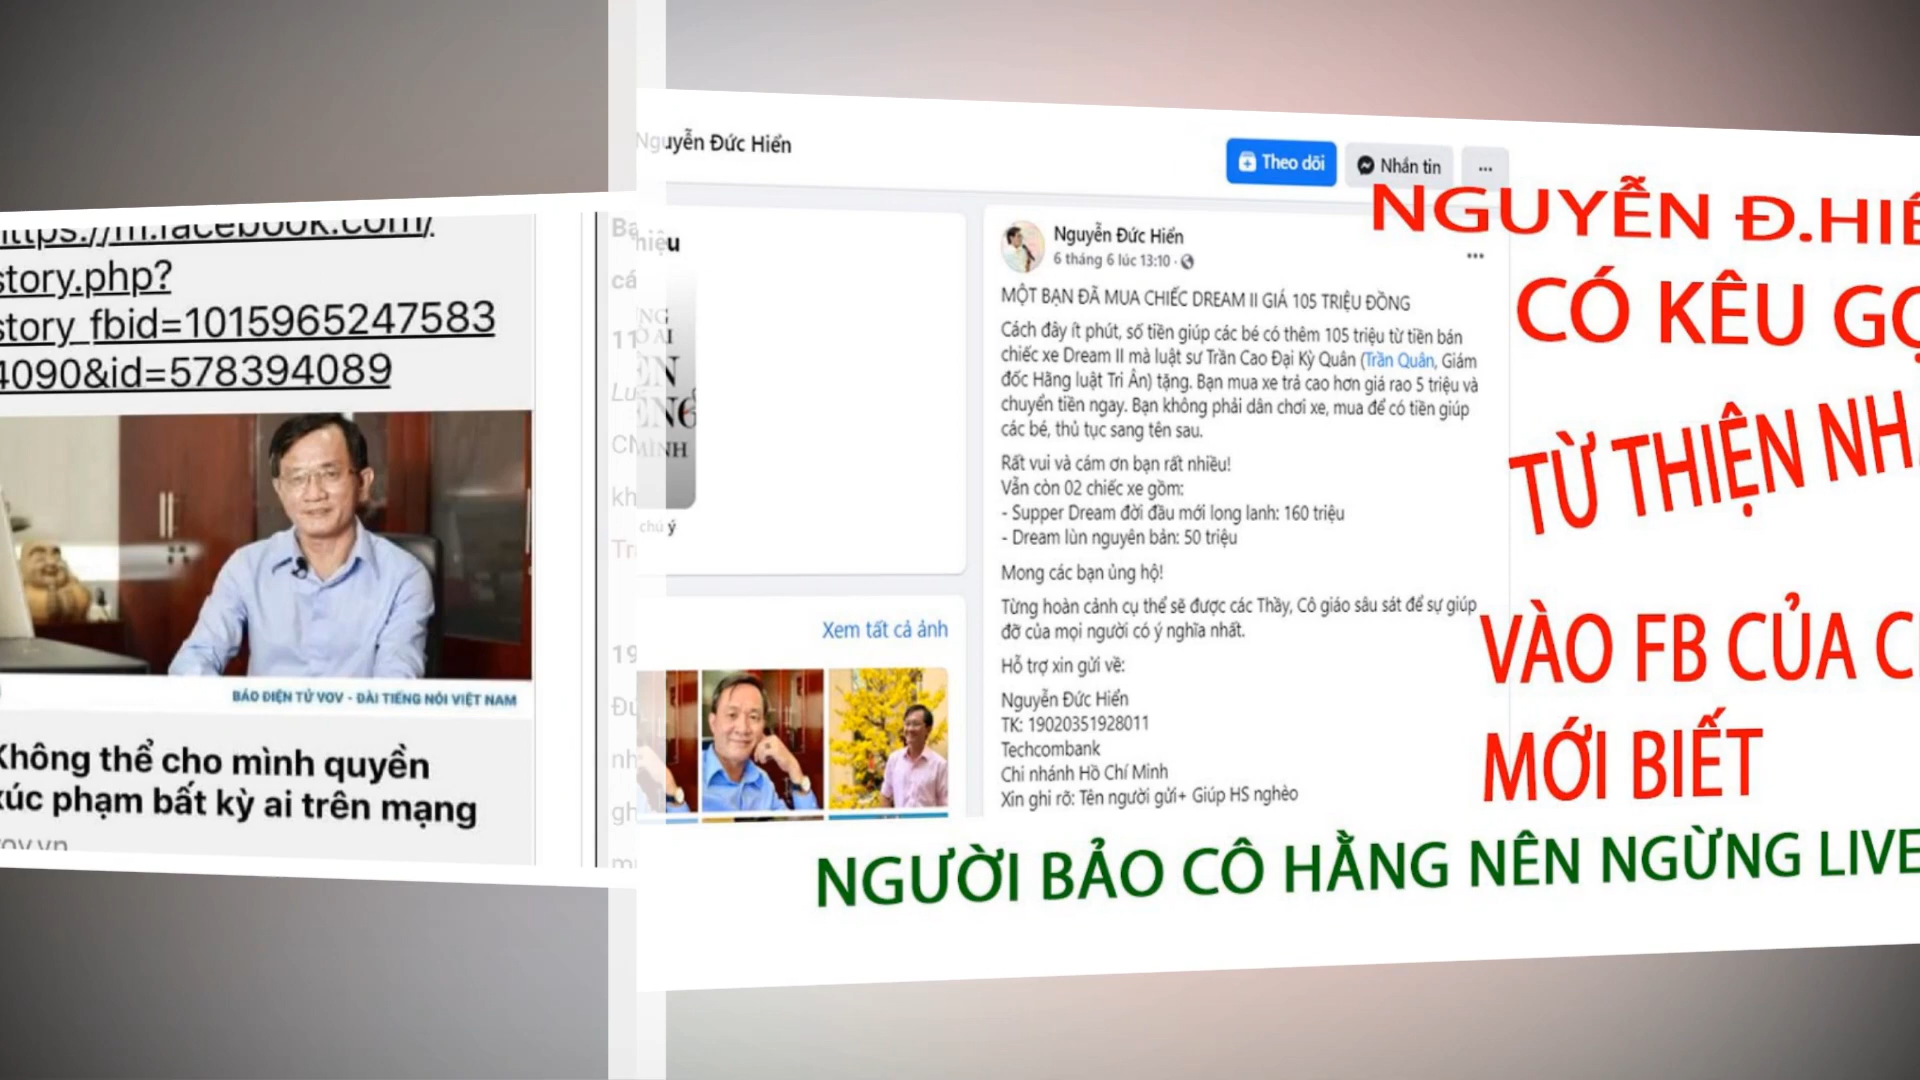 story.php?
story_fbid=1015965247583
4090&id=578394089
BÁO ĐIỆN TỬ VOV - ĐÀI TIẾNG NÓI VIỆT NAM
Không thể cho mình quyền
xúc phạm bất kỳ ai trên mạng
vov.vn
Nguyễn Đức Hiển
Theo dõi
Nhắn tin
...
Xem tất cả ảnh
Nguyễn Đức Hiển
6 tháng 6 lúc 13:10 ·
MỘT BẠN ĐÃ MUA CHIẾC DREAM II GIÁ 105 TRIỆU ĐỒNG
Cách đây ít phút, số tiền giúp các bé có thêm 105 triệu từ tiền bán
chiếc xe Dream II mà luật sư Trần Cao Đại Kỳ Quân (Trần Quân, Giám
đốc Hãng luật Tri Ân) tặng. Bạn mua xe trả cao hơn giá rao 5 triệu và
chuyển tiền ngay. Bạn không phải dân chơi xe, mua để có tiền giúp
các bé, thủ tục sang tên sau.
Rất vui và cám ơn bạn rất nhiều!
Vẫn còn 02 chiếc xe gồm:
- Supper Dream đời đầu mới long lanh: 160 triệu
- Dream lùn nguyên bản: 50 triệu
Mong các bạn ủng hộ!
Từng hoàn cảnh cụ thể sẽ được các Thầy, Cô giáo sâu sát để sự giúp
đỡ của mọi người có ý nghĩa nhất.
Hỗ trợ xin gửi về:
Nguyễn Đức Hiển
TK: 19020351928011
Techcombank
Chi nhánh Hồ Chí Minh
Xin ghi rõ: Tên người gửi+ Giúp HS nghèo
NGUYỄN Đ.HIỂ
CÓ KÊU GỌ
TỪ THIỆN
VÀO FB CỦA
MỚI BIẾT
NGƯỜI BẢO CÔ HẰNG NÊN NGỪNG LIVE